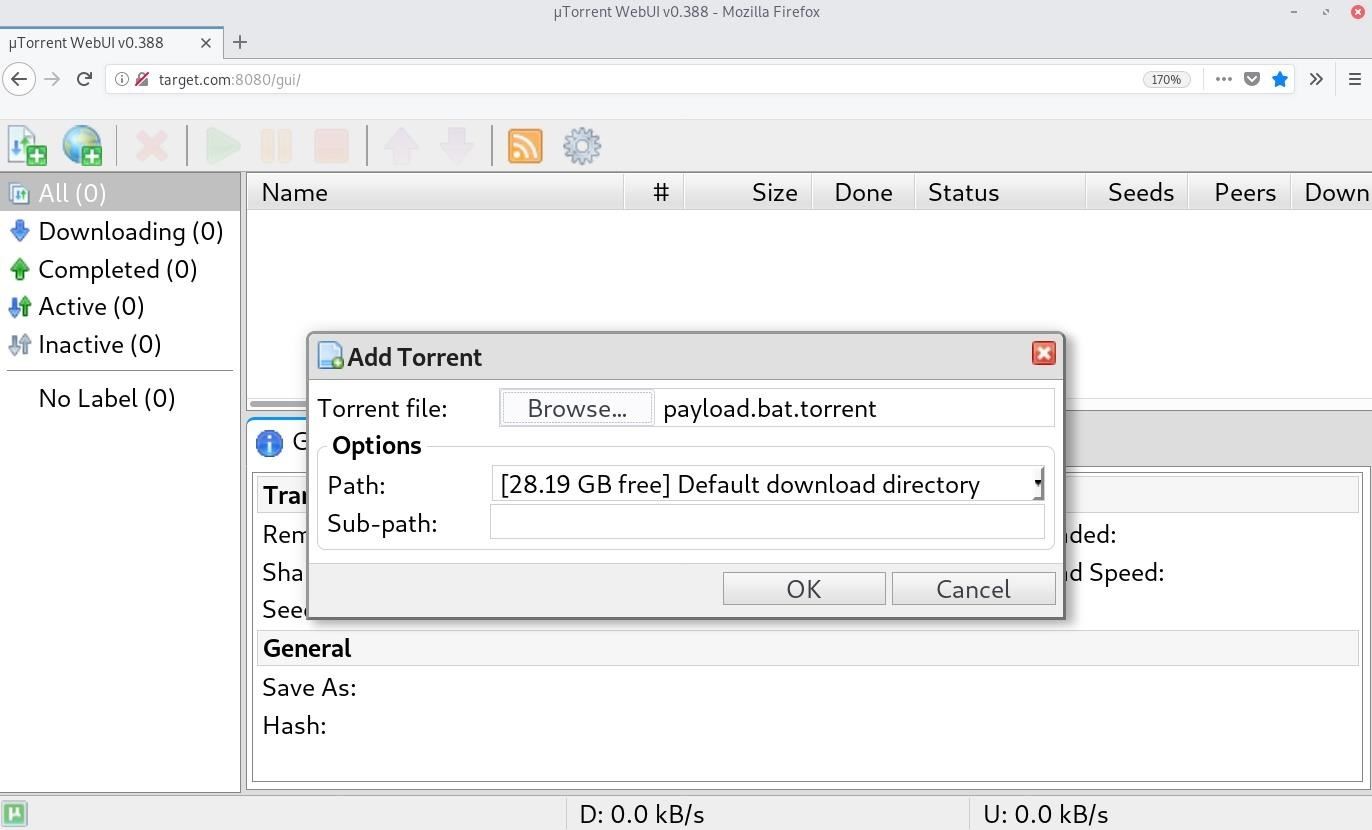 µTorrent WebUI v0.388 - Mozilla Firefox
µTorrent WebUI v0.388
target.com:8080/gui/
170%
All (0)
Name # Size Done Status Seeds Peers Down
Downloading (0)
Completed (0)
Active (0)
Inactive (0)
No Label (0)
Add Torrent
Torrent file: Browse... payload.bat.torrent
Options
Path: [28.19 GB free] Default download directory
Sub-path:
OK Cancel
G
Tra
Rem ded:
Sha d Speed:
See
General
Save As:
Hash:
D: 0.0 kB/s U: 0.0 kB/s